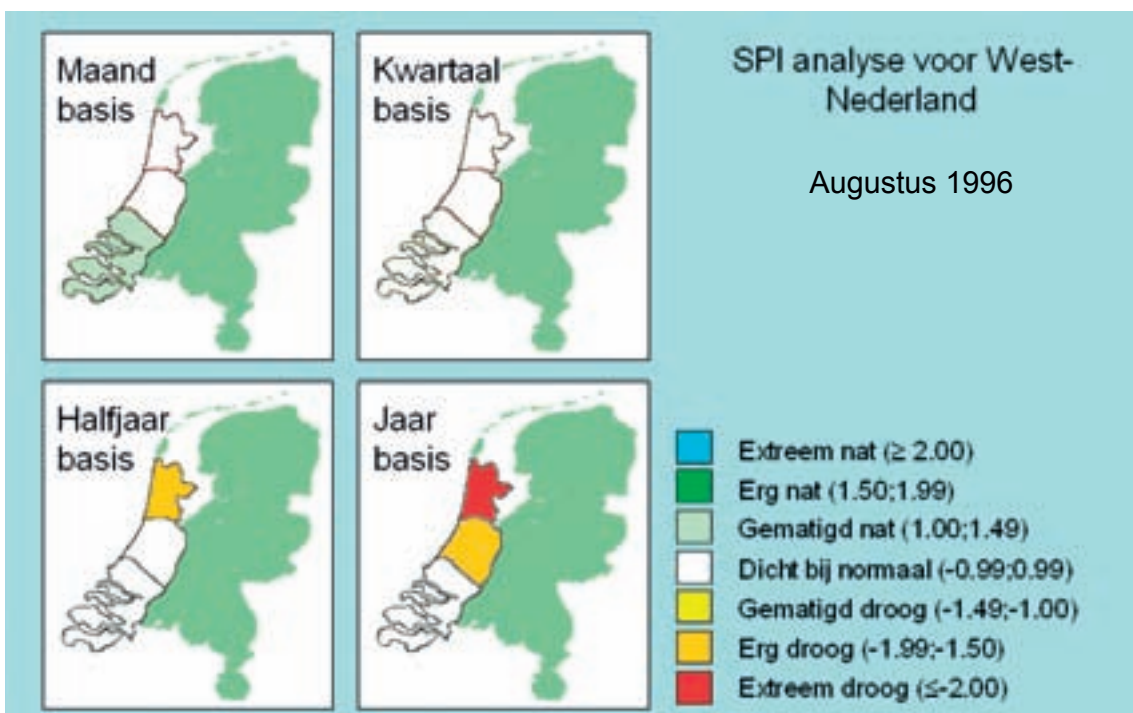 Maand
basis
Kwartaal
basis
SPI analyse voor West-
Nederland
Augustus 1996
Halfjaar
basis
Jaar
basis
Extreem nat (≥ 2.00)
Erg nat (1.50;1.99)
Gematigd nat (1.00;1.49)
Dicht bij normaal (-0.99;0.99)
Gematigd droog (-1.49;-1.00)
Erg droog (-1.99;-1.50)
Extreem droog (≤-2.00)